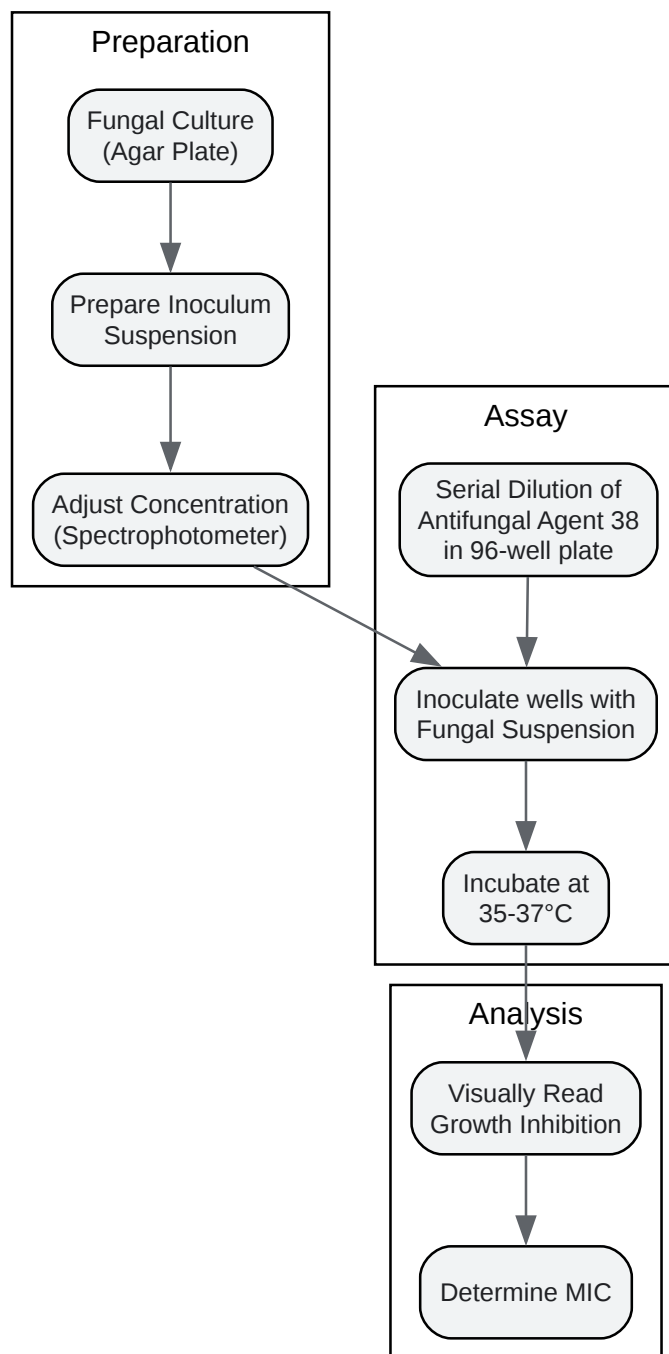 Preparation
Fungal Culture
(Agar Plate)
Prepare Inoculum
Suspension
Adjust Concentration
(Spectrophotometer)
Assay
Serial Dilution of
Antifungal Agent 38
in 96-well plate
Inoculate wells with
Fungal Suspension
Incubate at
35-37°C
Analysis
Visually Read
Growth Inhibition
Determine MIC